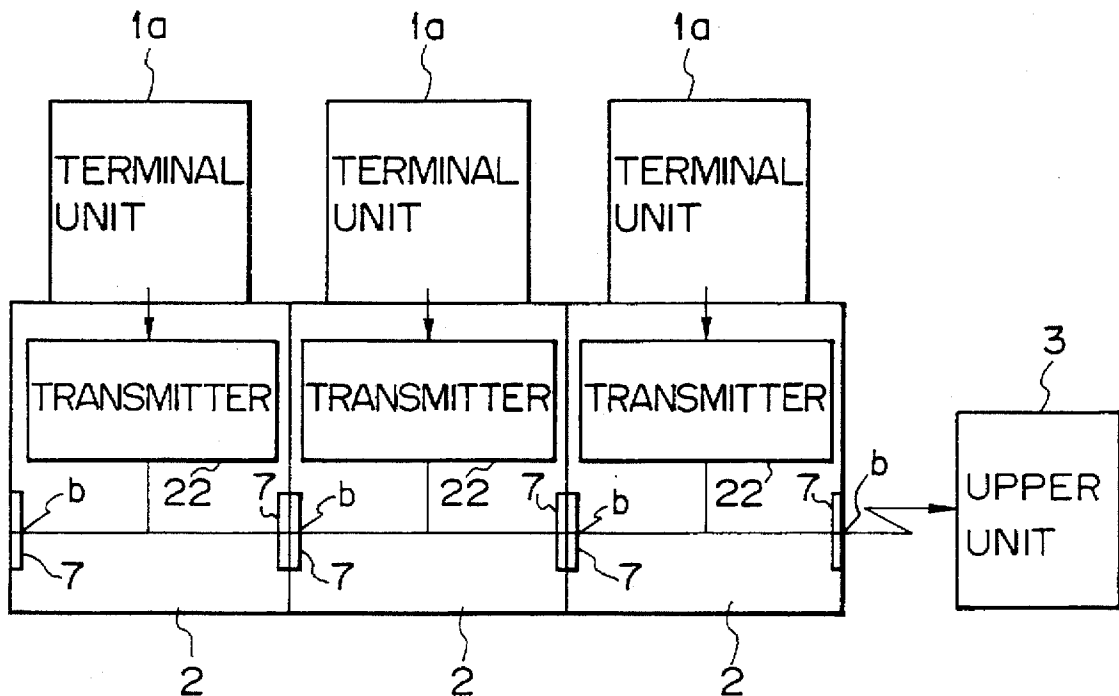 1a 1a 1a
TERMINAL UNIT
TERMINAL UNIT
TERMINAL UNIT
TRANSMITTER TRANSMITTER TRANSMITTER
3
UPPER UNIT
22 22 22
b 7 b 7 b 7 b
7 7 7
2 2 2